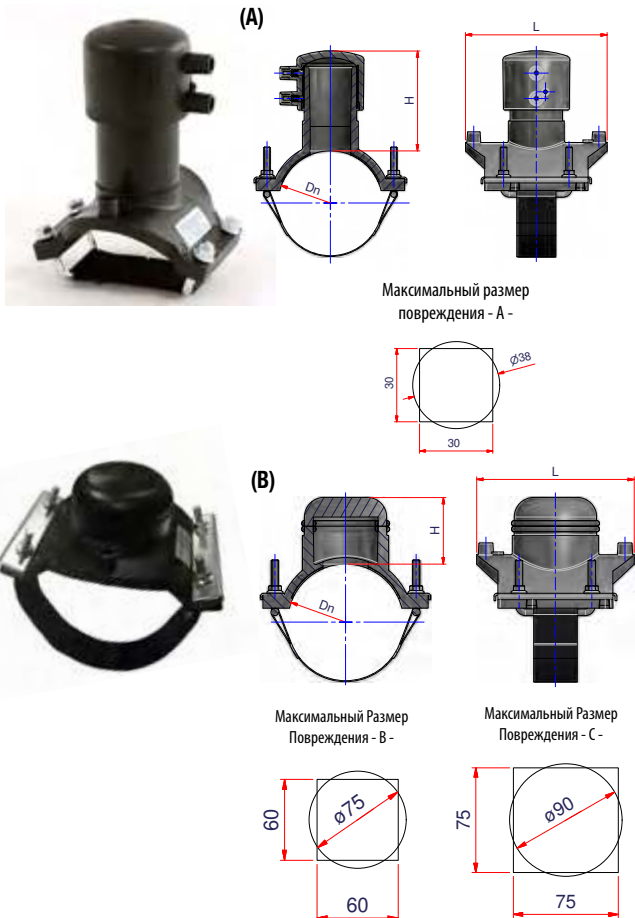 (A)
L
H
Dn
Максимальный размер
повреждения - A -
30
Ø38
30
(B)
L
H
Dn
Максимальный Размер
Повреждения - B -
Максимальный Размер
Повреждения - C -
60
ø75
60
75
ø90
75